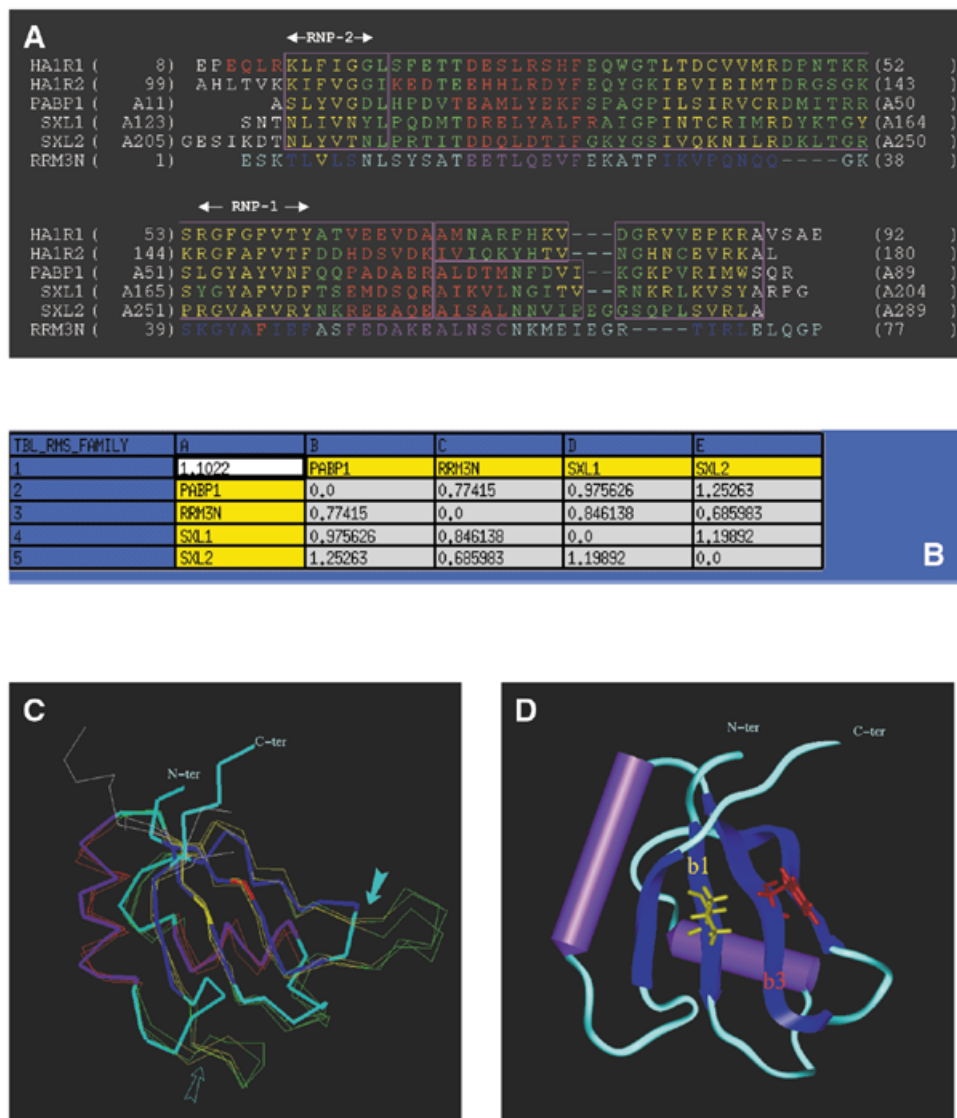 A
RNP-2
HA1R1 ( 8) EPEQLRKLFIGGLSFETTDESLRSHFEQWGTLTDCVVMRDPNTKR (52
HA1R2 ( 99) AHLTVKKIFVGGIKEDTEEHHLRDYFEQYGKIEVIEIMTDRGSGK (143
PABP1 ( A11) ASLYVGDLHPDVTEAMLYEKFSPAGPILSIRVCRDMITRR (A50
SXL1 ( A123) SNTNLIVNYLPQDMTDRELYALFRAIGPINTCRIMRDYKTGY (A164
SXL2 ( A205) GESIKDTNLYVTNLPRTITDDQLDTIFGKYGSIVQKNILRDKLTGR (A250
RRM3N ( 1) ESKTLVLSNLSYSATEETLQEVFEKATFIKVPQNQQ----GK (38
RNP-1
HA1R1 ( 53) SRGFGFVTYATVEEVDAAMNARPHKV---DGRVVEPKRAVSAE (92
HA1R2 ( 144) KRGFAFVTFDDHDSVDKIVIQKYHTV---NGHNCEVRKAL (180
PABP1 ( A51) SLGYAYVNFQQPADAERALDTMNFDVI--KGKPVRIMWSQR (A89
SXL1 ( A165) SYGYAFVDFTSEMDSQRAIKVLNGITV--RNKRLKVSYARPG (A204
SXL2 ( A251) PRGVAFVRYNKREEAQEAISALNNVIPEGGSQPLSVRLA (A289
RRM3N ( 39) SKGYAFIEFASFEDAKEALNSCNKMEIEGR----TIRLELQGP (77
TBL_RMS_FAMILY A B C D E
1 1.1022 PABP1 RRM3N SXL1 SXL2
2 PABP1 0.0 0.77415 0.975626 1.25263
3 RRM3N 0.77415 0.0 0.846138 0.685983
4 SXL1 0.975626 0.846138 0.0 1.19892
5 SXL2 1.25263 0.685983 1.19892 0.0
B
C
N-ter
C-ter
D
N-ter
C-ter
b1
b3